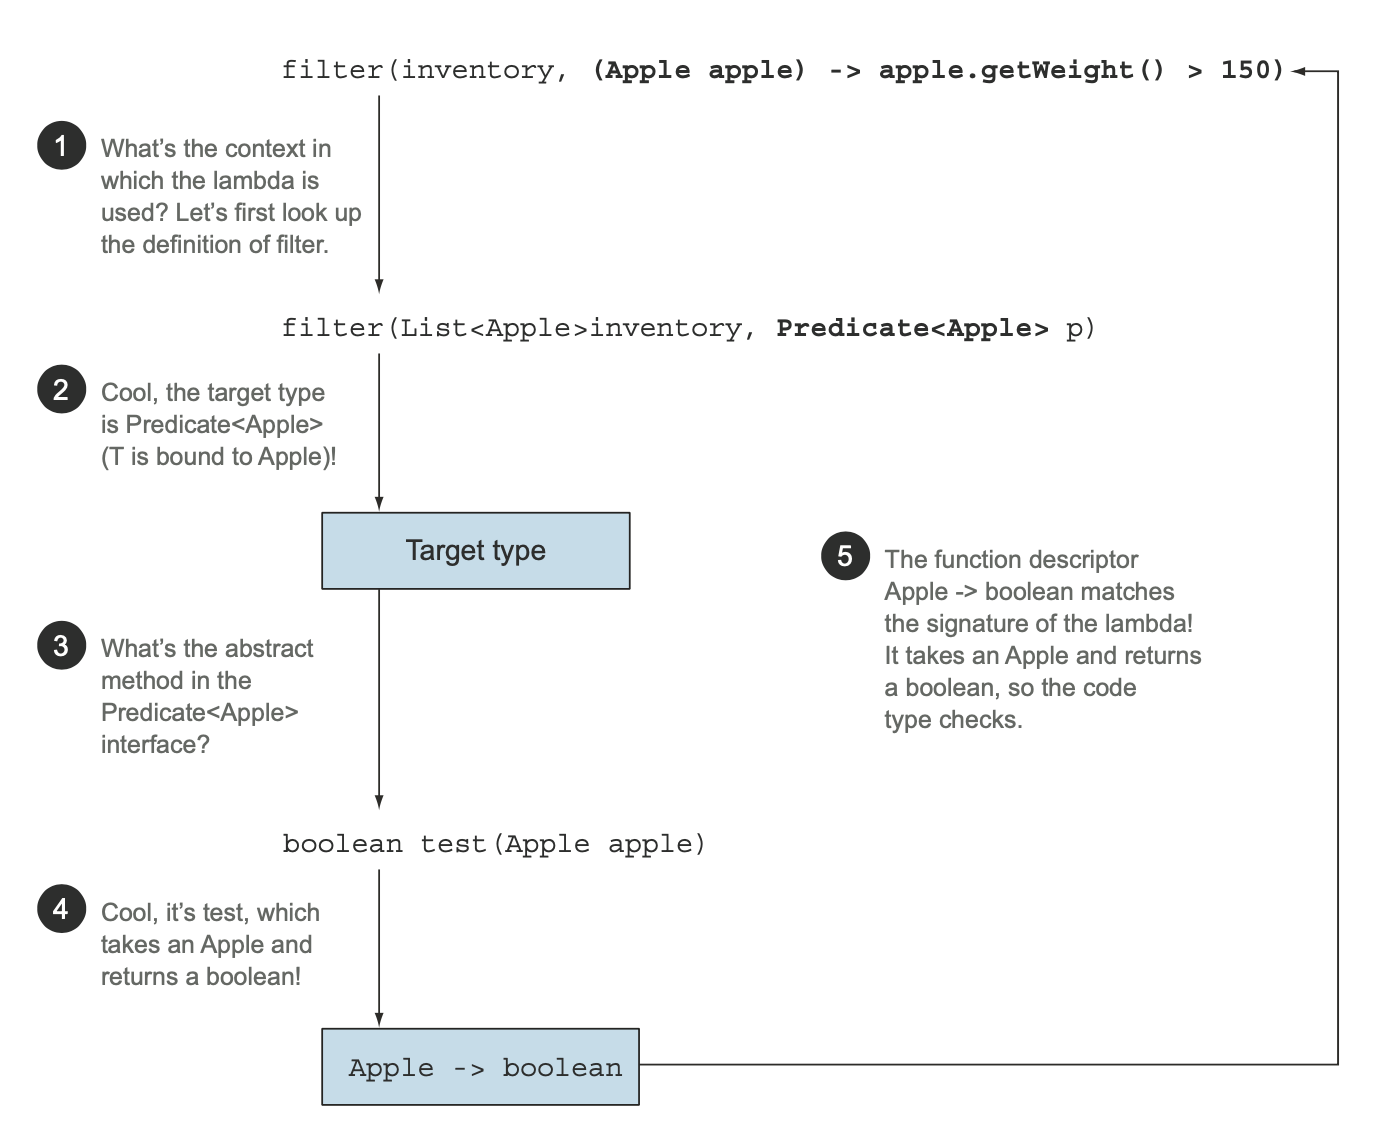 filter(inventory, (Apple apple) -> apple.getWeight() > 150)
1
What’s the context in
which the lambda is
used? Let’s first look up
the definition of filter.
filter(List<Apple>inventory, Predicate<Apple> p)
2
Cool, the target type
is Predicate<Apple>
(T is bound to Apple)!
Target type
3
What’s the abstract
method in the
Predicate<Apple>
interface?
boolean test(Apple apple)
4
Cool, it’s test, which
takes an Apple and
returns a boolean!
Apple -> boolean
5
The function descriptor
Apple -> boolean matches
the signature of the lambda!
It takes an Apple and returns
a boolean, so the code
type checks.